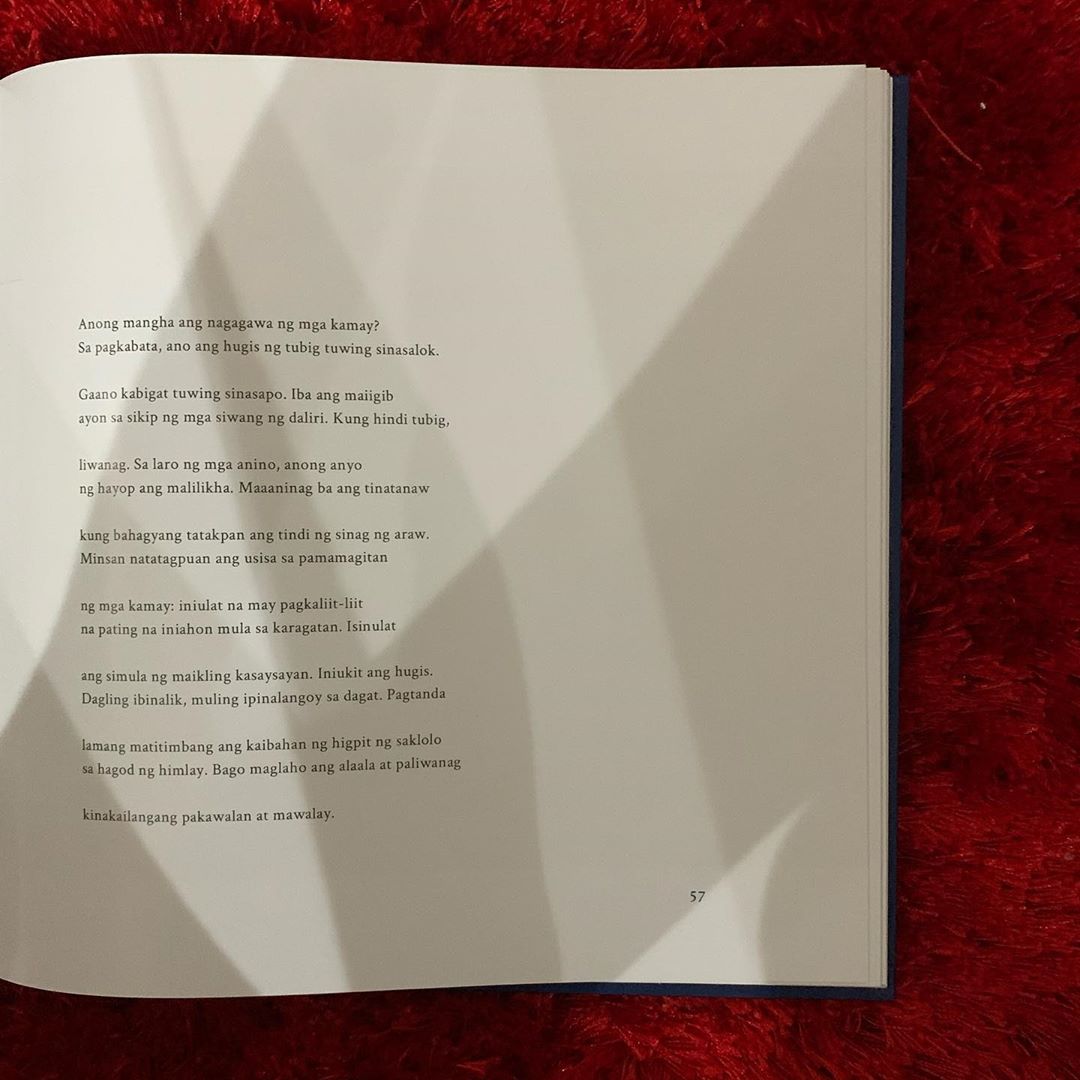 Anong mangha ang nagagawa ng mga kamay?
Sa pagkabata, ano ang hugis ng tubig tuwing sinasalok.
Gaano kabigat tuwing sinasapo. Iba ang maiigib
ayon sa sikip ng mga siwang ng daliri. Kung hindi tubig,
liwanag. Sa laro ng mga anino, anong anyo
ng hayop ang malilikha. Maaaninag ba ang tinatanaw
kung bahagyang tatakpan ang tindi ng sinag ng araw.
Minsan natatagpuan ang usisa sa pamamagitan
ng mga kamay: iniulat na may pagkaliit-liit
na pating na iniahon mula sa karagatan. Isinulat
ang simula ng maikling kasaysayan. Iniukit ang hugis.
Dagling ibinalik, muling ipinalangoy sa dagat. Pagtanda
lamang matitimbang ang kaibahan ng higpit ng saklolo
sa hagod ng himlay. Bago maglaho ang alaala at paliwanag
kinakailangang pakawalan at mawalay.
57